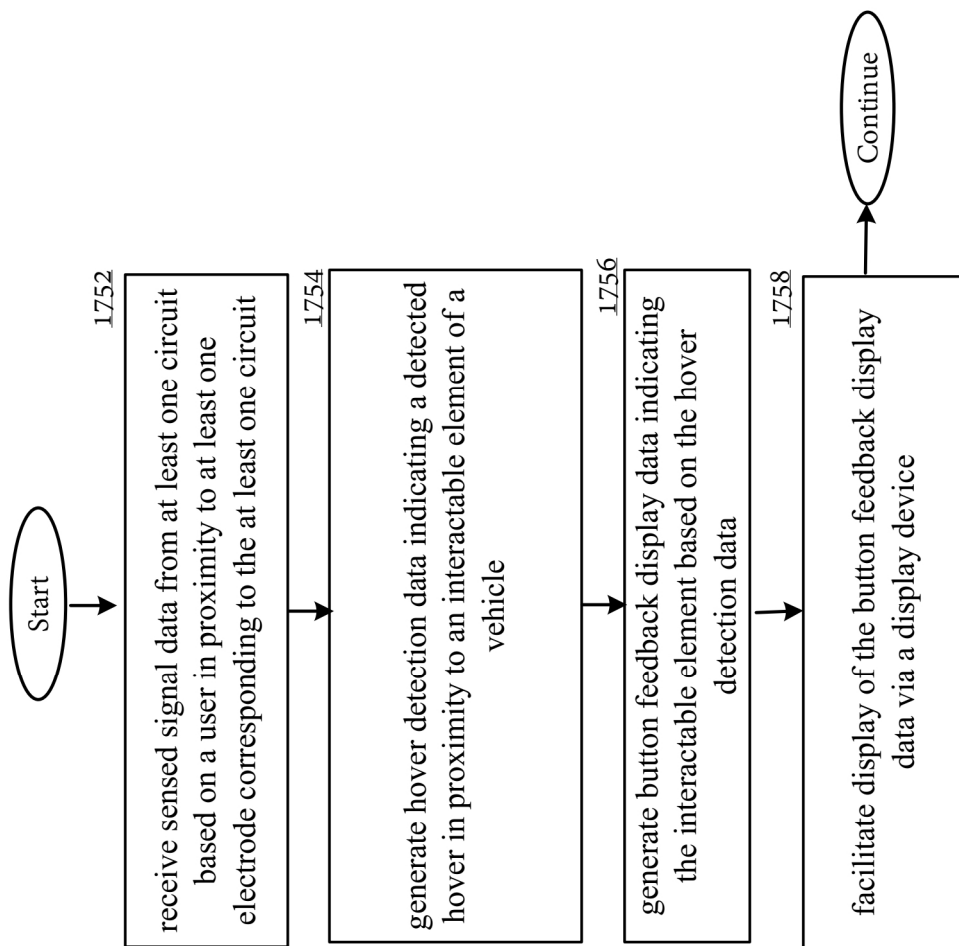 Start
1752
receive sensed signal data from at least one circuit
based on a user in proximity to at least one
electrode corresponding to the at least one circuit
1754
generate hover detection data indicating a detected
hover in proximity to an interactable element of a
vehicle
1756
generate button feedback display data indicating
the interactable element based on the hover
detection data
1758
facilitate display of the button feedback display
data via a display device
Continue